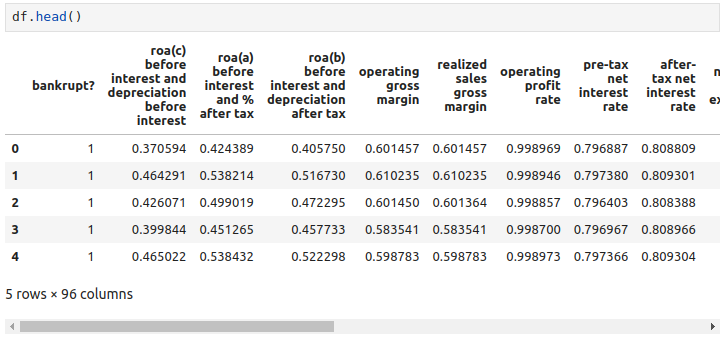 df.head()
bankrupt? roa(c) before interest and depreciation before interest roa(a) before interest and % after tax roa(b) before interest and depreciation after tax operating gross margin realized sales gross margin operating profit rate pre-tax net interest rate after-tax net interest rate
0 1 0.370594 0.424389 0.405750 0.601457 0.601457 0.998969 0.796887 0.808809
1 1 0.464291 0.538214 0.516730 0.610235 0.610235 0.998946 0.797380 0.809301
2 1 0.426071 0.499019 0.472295 0.601450 0.601364 0.998857 0.796403 0.808388
3 1 0.399844 0.451265 0.457733 0.583541 0.583541 0.998700 0.796967 0.808966
4 1 0.465022 0.538432 0.522298 0.598783 0.598783 0.998973 0.797366 0.809304
5 rows × 96 columns